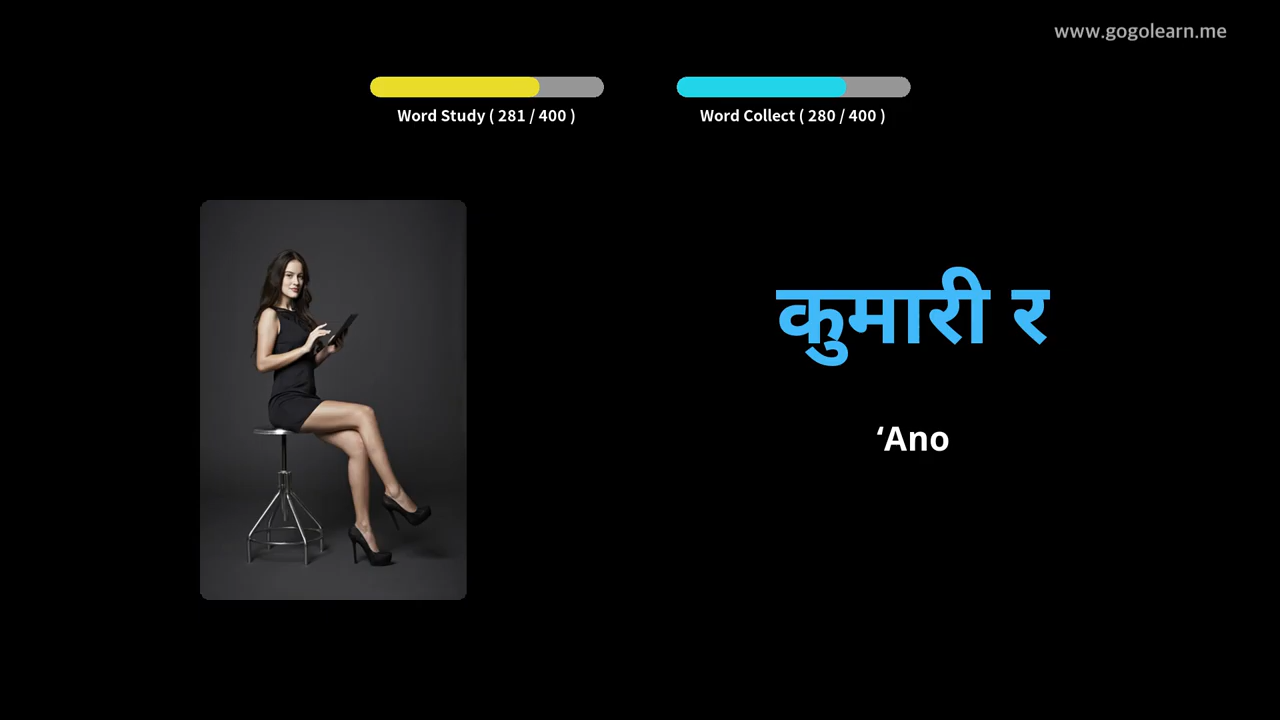 www.gogolearn.me
Word Study ( 281 / 400 )
Word Collect ( 280 / 400 )
कुमारी र
‘Ano